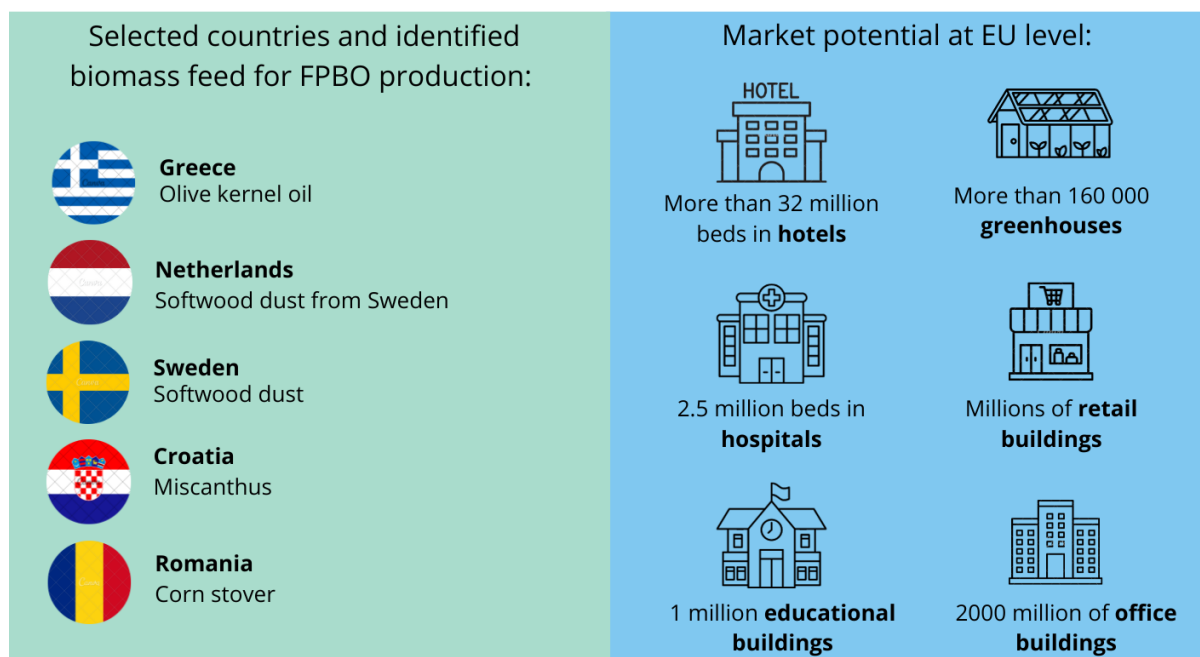 Selected countries and identified
biomass feed for FPBO production:
Greece
Olive kernel oil
Netherlands
Softwood dust from Sweden
Sweden
Softwood dust
Croatia
Miscanthus
Romania
Corn stover
Market potential at EU level:
HOTEL
More than 32 million
beds in hotels
More than 160 000
greenhouses
2.5 million beds in
hospitals
Millions of retail
buildings
1 million educational
buildings
2000 million of office
buildings